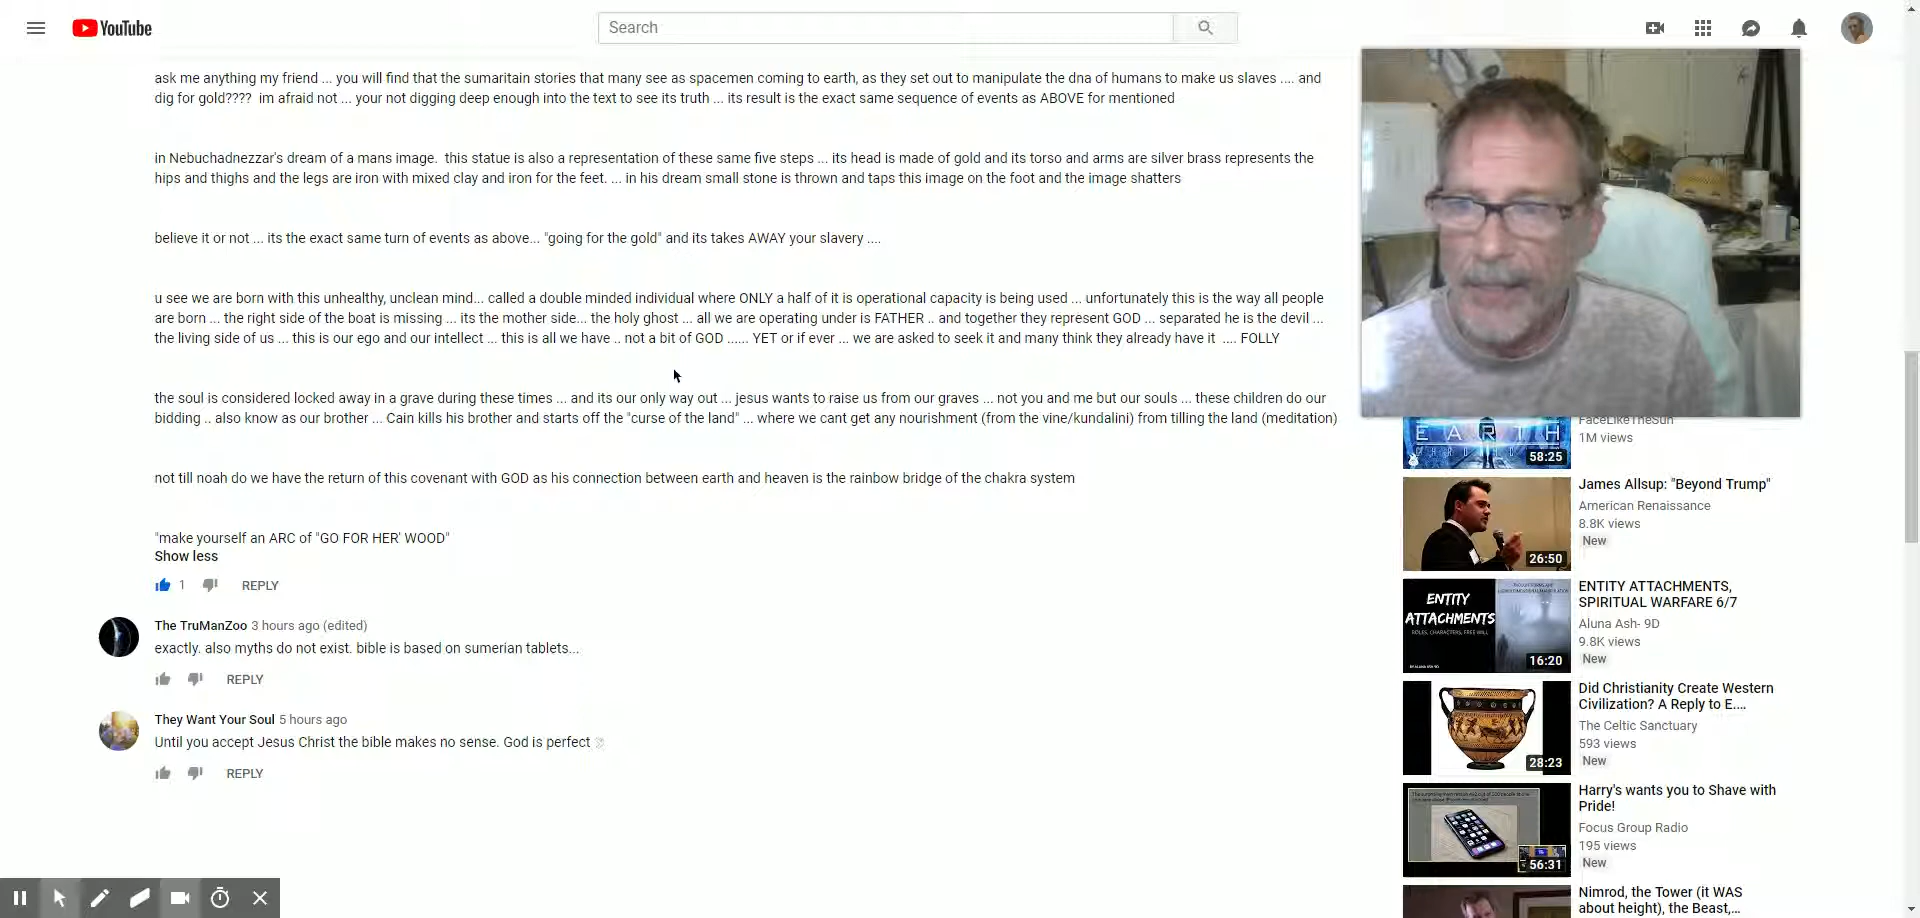 YouTube
Search
ask me anything my friend ... you will find that the sumaritain stories that many see as spacemen coming to earth, as they set out to manipulate the dna of humans to make us slaves .... and
dig for gold???? im afraid not ... your not digging deep enough into the text to see its truth ... its result is the exact same sequence of events as ABOVE for mentioned
in Nebuchadnezzar's dream of a mans image. this statue is also a representation of these same five steps ... its head is made of gold and its torso and arms are silver brass represents the
hips and thighs and the legs are iron with mixed clay and iron for the feet. ... in his dream small stone is thrown and taps this image on the foot and the image shatters
believe it or not ... its the exact same turn of events as above... "going for the gold" and its takes AWAY your slavery ....
u see we are born with this unhealthy, unclean mind... called a double minded individual where ONLY a half of it is operational capacity is being used ... unfortunately this is the way all people
are born ... the right side of the boat is missing ... its the mother side... the holy ghost ... all we are operating under is FATHER .. and together they represent GOD ... separated he is the devil ...
the living side of us ... this is our ego and our intellect ... this is all we have .. not a bit of GOD ...... YET or if ever ... we are asked to seek it and many think they already have it .... FOLLY
the soul is considered locked away in a grave during these times ... and its our only way out ... jesus wants to raise us from our graves ... not you and me but our souls ... these children do our
bidding .. also know as our brother ... Cain kills his brother and starts off the "curse of the land" ... where we cant get any nourishment (from the vine/kundalini) from tilling the land (meditation)
not till noah do we have the return of this covenant with GOD as his connection between earth and heaven is the rainbow bridge of the chakra system
"make yourself an ARC of "GO FOR HER' WOOD"
Show less
1 REPLY
The TruManZoo 3 hours ago (edited)
exactly. also myths do not exist. bible is based on sumerian tablets...
REPLY
They Want Your Soul 5 hours ago
Until you accept Jesus Christ the bible makes no sense. God is perfect
REPLY
EARTH
58:25
FaceLikeTheSun
1M views
26:50
James Allsup: "Beyond Trump"
American Renaissance
8.8K views
New
ENTITY
ATTACHMENTS
ROLES, CHARACTERS, FREE WILL
16:20
ENTITY ATTACHMENTS,
SPIRITUAL WARFARE 6/7
Aluna Ash- 9D
9.8K views
New
28:23
Did Christianity Create Western
Civilization? A Reply to E....
The Celtic Sanctuary
593 views
New
56:31
Harry's wants you to Shave with
Pride!
Focus Group Radio
195 views
New
Nimrod, the Tower (it WAS
about height), the Beast,...